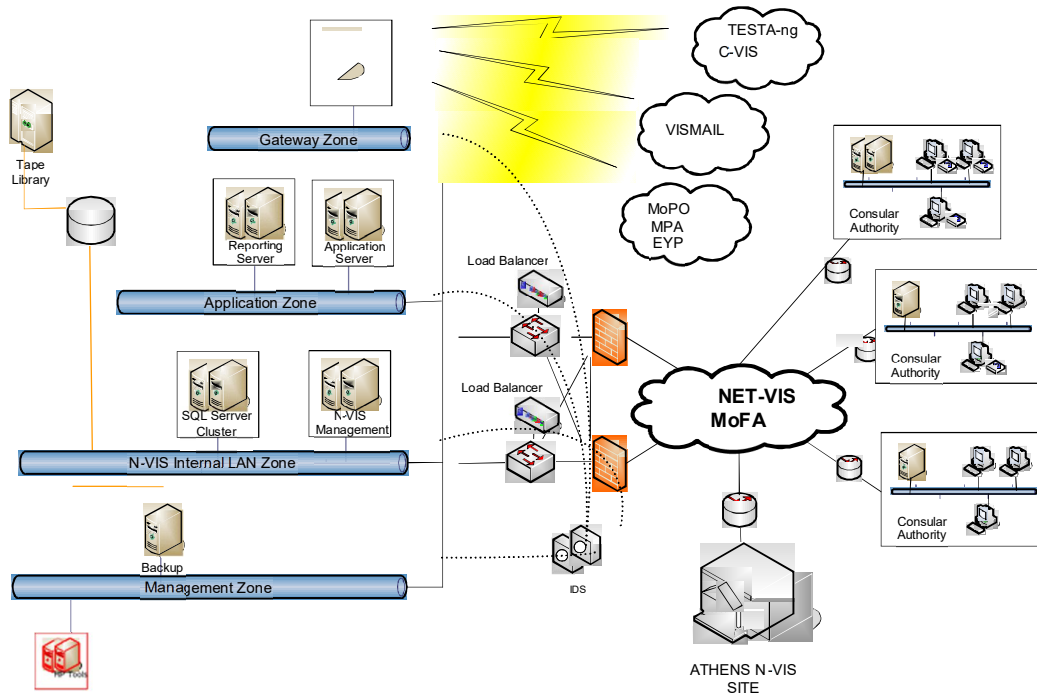 TESTA-ng
C-VIS
VISMAIL
MoPO
MPA
EYP
Tape
Library
Gateway Zone
Reporting
Server
Application
Server
Application Zone
SQL Serrver
Cluster
N-VIS
Management
N-VIS Internal LAN Zone
Backup
Management Zone
HP Tools
Load Balancer
Load Balancer
IDS
NET-VIS
MoFA
Consular
Authority
Consular
Authority
Consular
Authority
ATHENS N-VIS
SITE